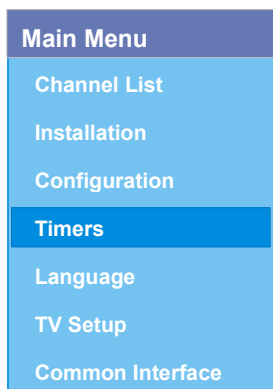 Main Menu
Channel List
Installation
Configuration
Timers
Language
TV Setup
Common Interface